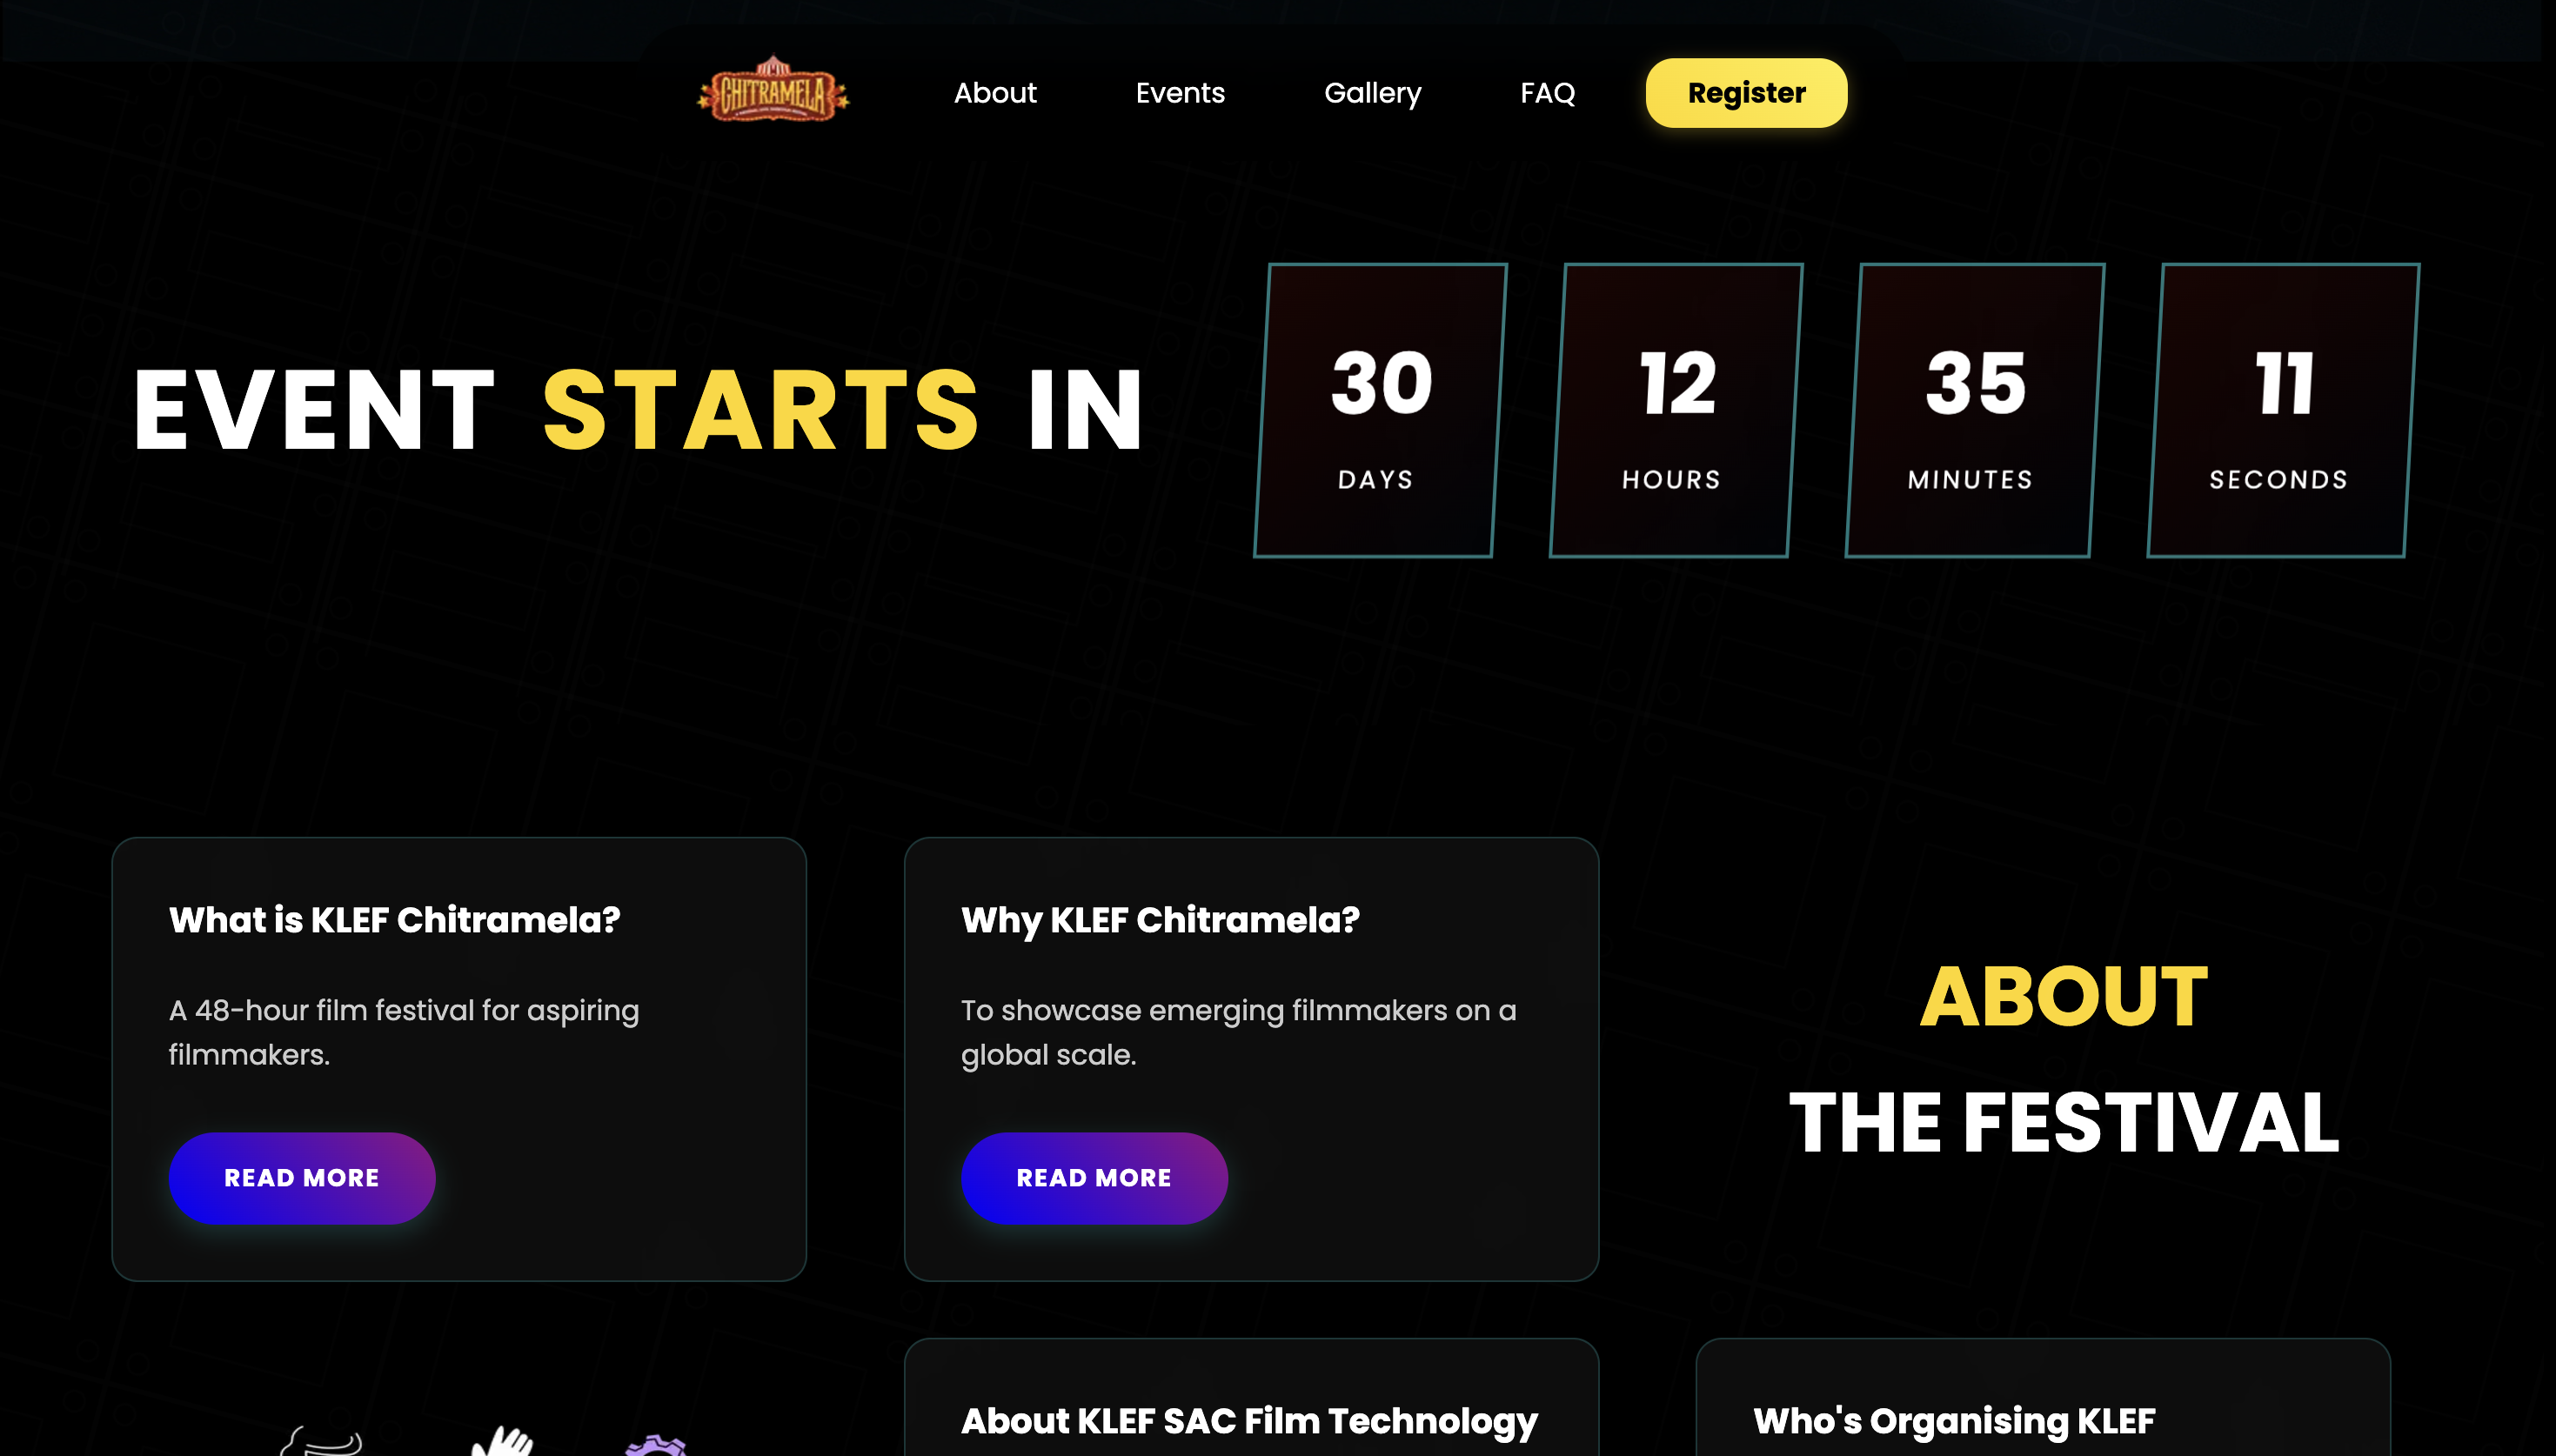 CHITRAMELA
About
Events
Gallery
FAQ
Register
EVENT STARTS IN
30
DAYS
12
HOURS
35
MINUTES
11
SECONDS
What is KLEF Chitramela?
A 48-hour film festival for aspiring
filmmakers.
READ MORE
Why KLEF Chitramela?
To showcase emerging filmmakers on a
global scale.
READ MORE
ABOUT
THE FESTIVAL
About KLEF SAC Film Technology
Who's Organising KLEF